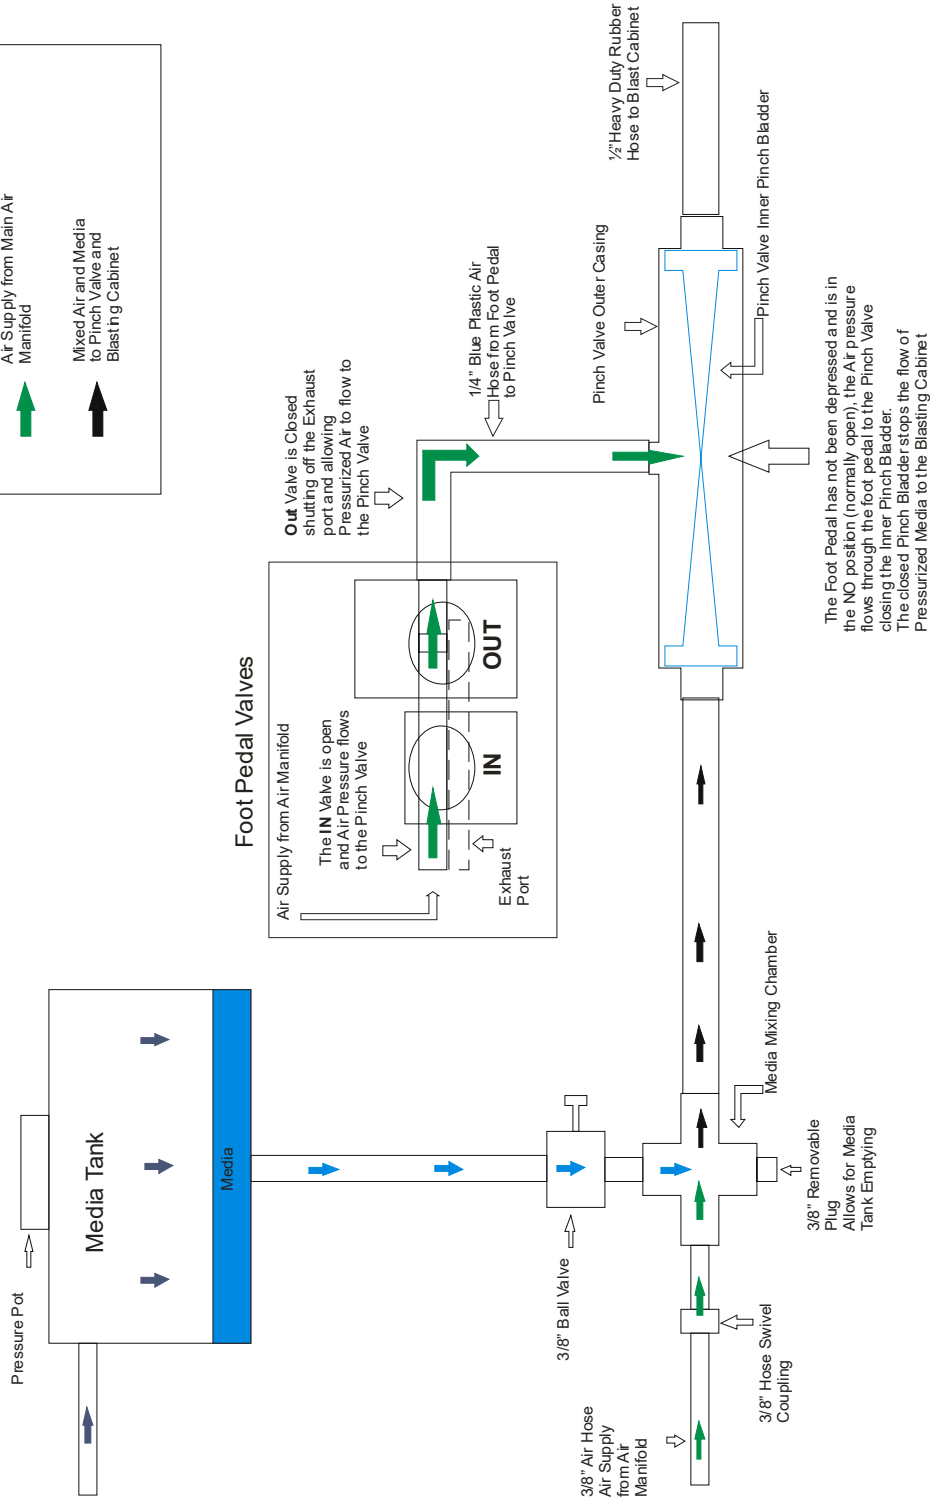 Air Supply from Main Air
Manifold
Mixed Air and Media
to Pinch Valve and
Blasting Cabinet
Pressure Pot
Media Tank
Media
3/8" Ball Valve
3/8" Air Hose
Air Supply
from Air
Manifold
3/8" Hose Swivel
Coupling
3/8" Removable
Plug
Allows for Media
Tank Emptying
Media Mixing Chamber
Foot Pedal Valves
Air Supply from Air Manifold
The IN Valve is open
and Air Pressure flows
to the Pinch Valve
IN
OUT
Exhaust
Port
Out Valve is Closed
shutting off the Exhaust
port and allowing
Pressurized Air to flow to
the Pinch Valve
1/4" Blue Plastic Air
Hose from Foot Pedal
to Pinch Valve
Pinch Valve Outer Casing
½" Heavy Duty Rubber
Hose to Blast Cabinet
Pinch Valve Inner Pinch Bladder
The Foot Pedal has not been depressed and is in
the NO position (normally open), the Air pressure
flows through the foot pedal to the Pinch Valve
closing the Inner Pinch Bladder.
The closed Pinch Bladder stops the flow of
Pressurized Media to the Blasting Cabinet